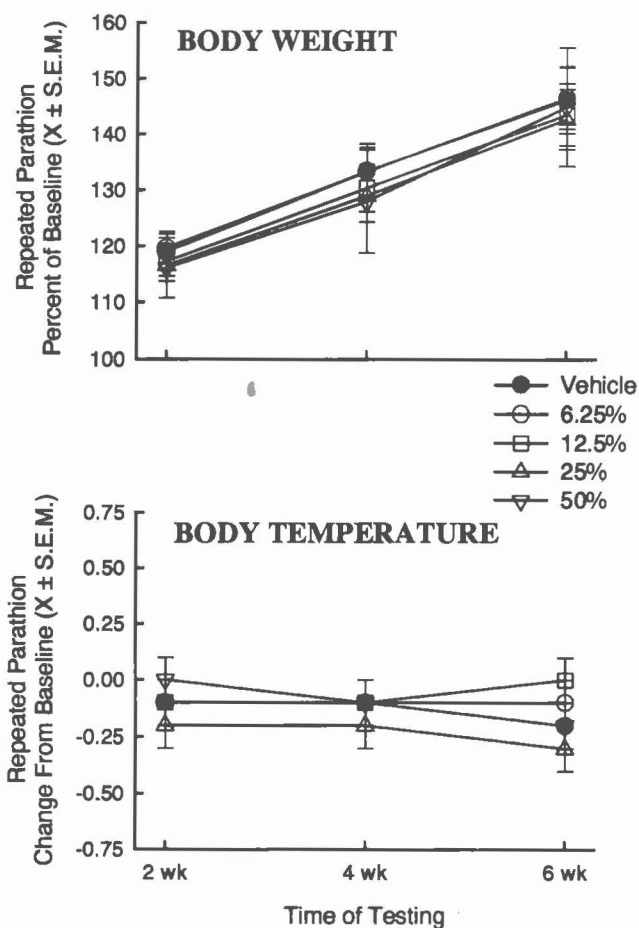 BODY WEIGHT
Repeated Parathion
Percent of Baseline (X ± S.E.M.)
160
150
140
130
120
110
100
Vehicle
6.25%
12.5%
25%
50%
BODY TEMPERATURE
Repeated Parathion
Change From Baseline (X ± S.E.M.)
0.75
0.50
0.25
0.00
-0.25
-0.50
-0.75
2 wk
4 wk
6 wk
Time of Testing